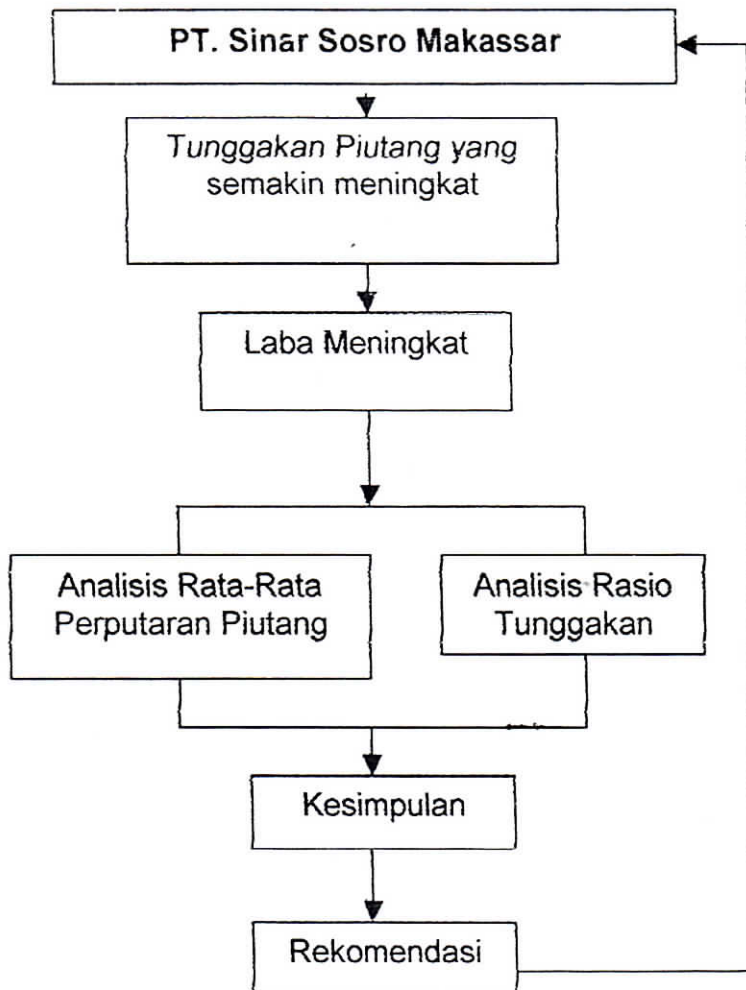 PT. Sinar Sosro Makassar
Tunggakan Piutang yang
semakin meningkat
Laba Meningkat
Analisis Rata-Rata
Perputaran Piutang
Analisis Rasio
Tunggakan
Kesimpulan
Rekomendasi